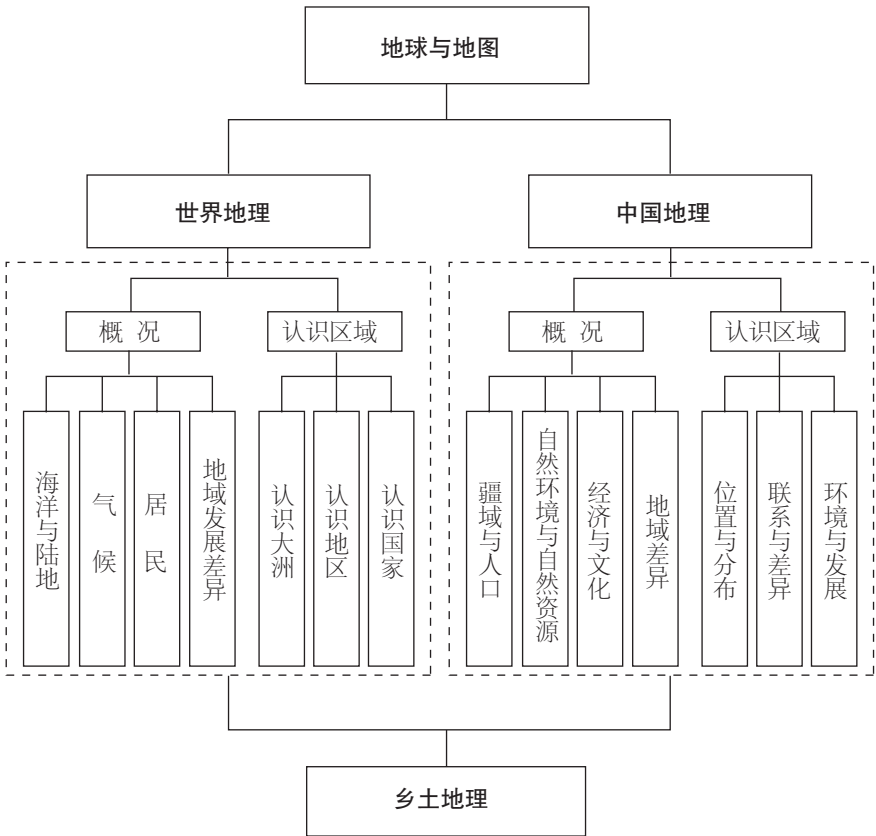 地球与地图
世界地理
中国地理
概 况
认识区域
概 况
认识区域
海洋与陆地
气 候
居 民
地域发展差异
认识大洲
认识地区
认识国家
疆域与人口
自然环境与自然资源
经济与文化
地域差异
位置与分布
联系与差异
环境与发展
乡土地理